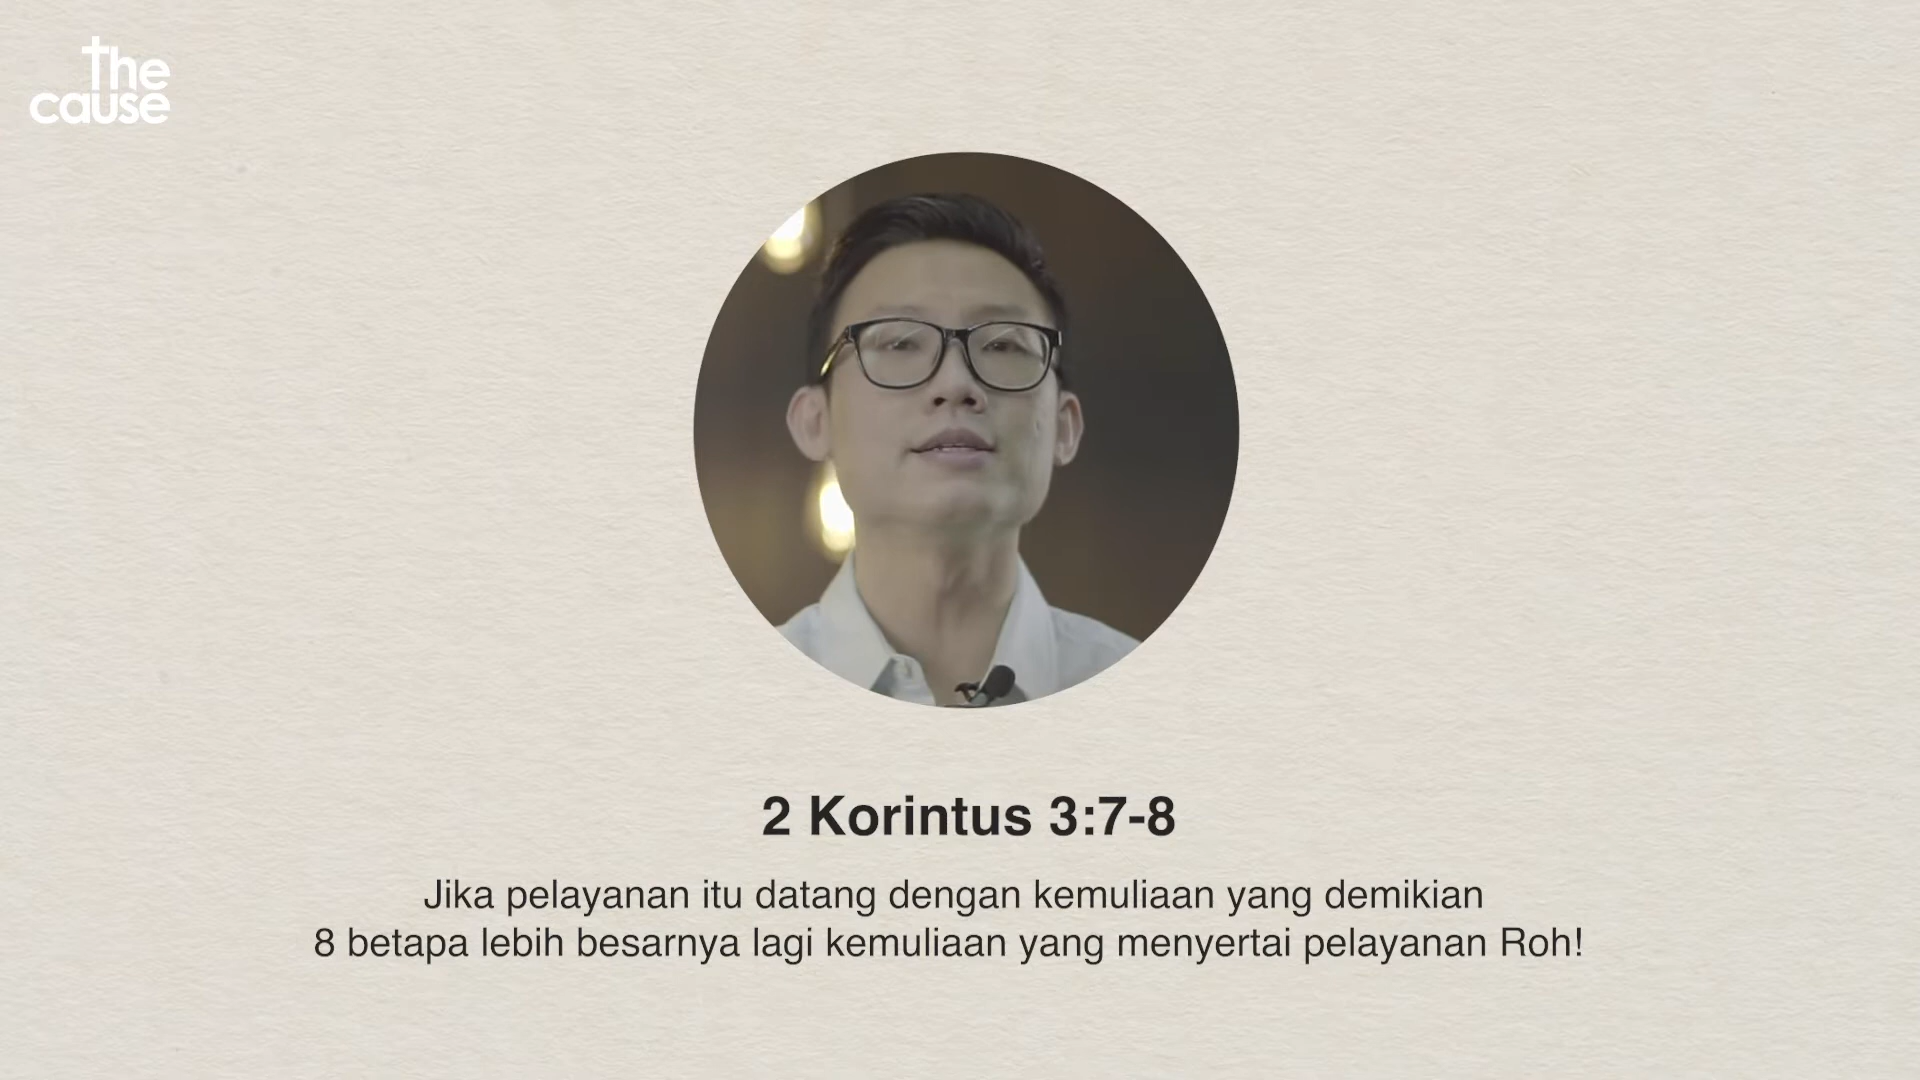 the
cause
2 Korintus 3:7-8
Jika pelayanan itu datang dengan kemuliaan yang demikian
8 betapa lebih besarnya lagi kemuliaan yang menyertai pelayanan Roh!